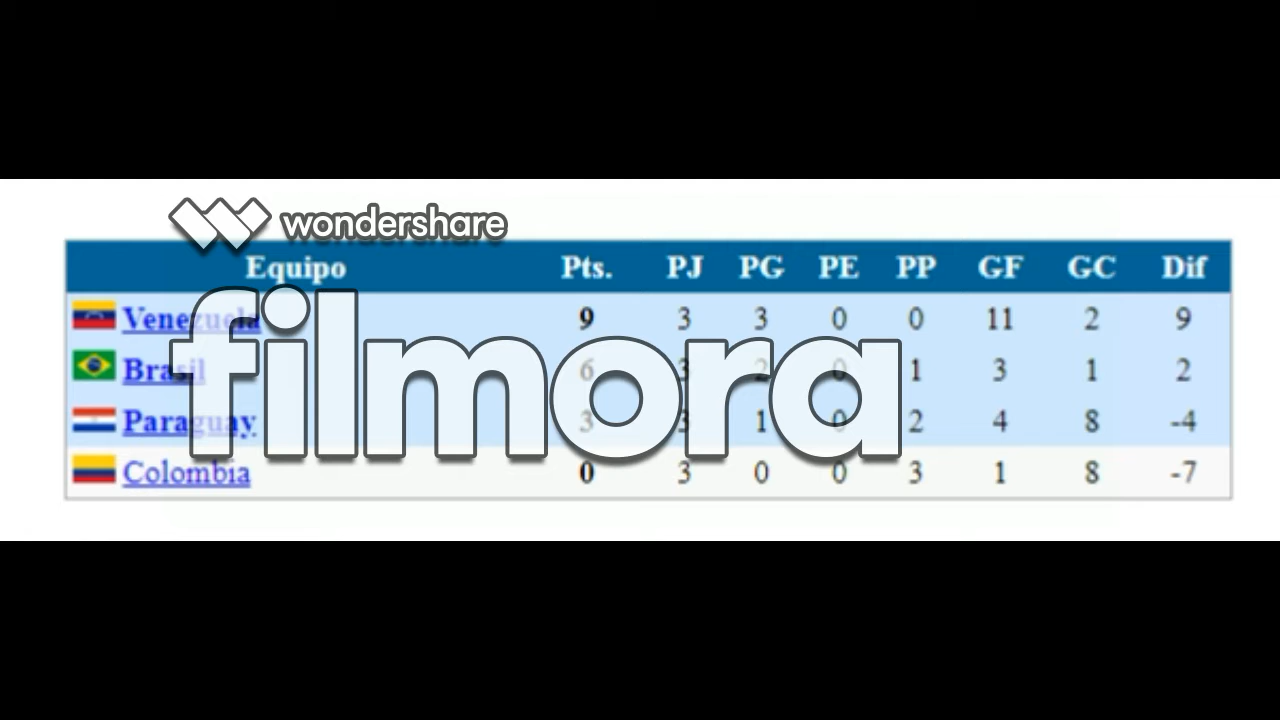 wondershare
Equipo Pts. PJ PG PE PP GF GC Dif
filmora
Venezuela 9 3 3 0 0 11 2 9
Brasil 6 3 2 0 1 3 1 2
Paraguay 3 3 1 0 2 4 8 -4
Colombia 0 3 0 0 3 1 8 -7